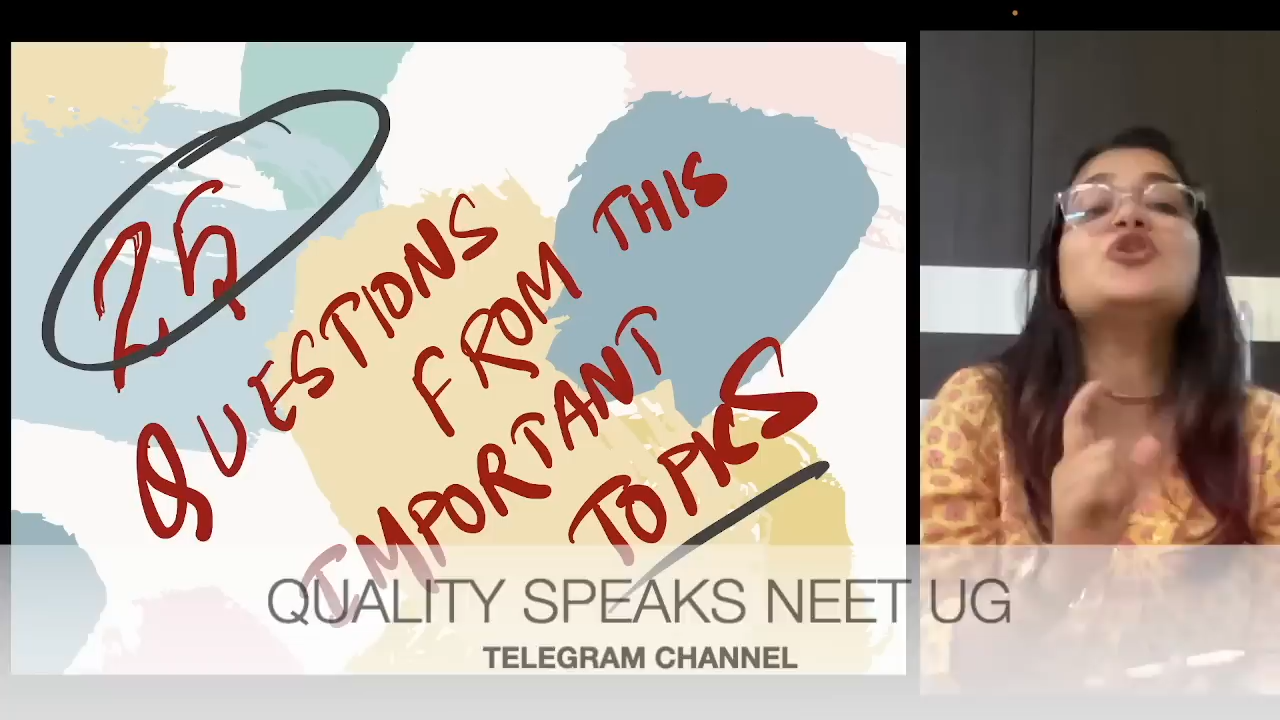 25
QUESTIONS
FROM THIS
IMPORTANT
TOPICS
QUALITY SPEAKS NEET UG
TELEGRAM CHANNEL